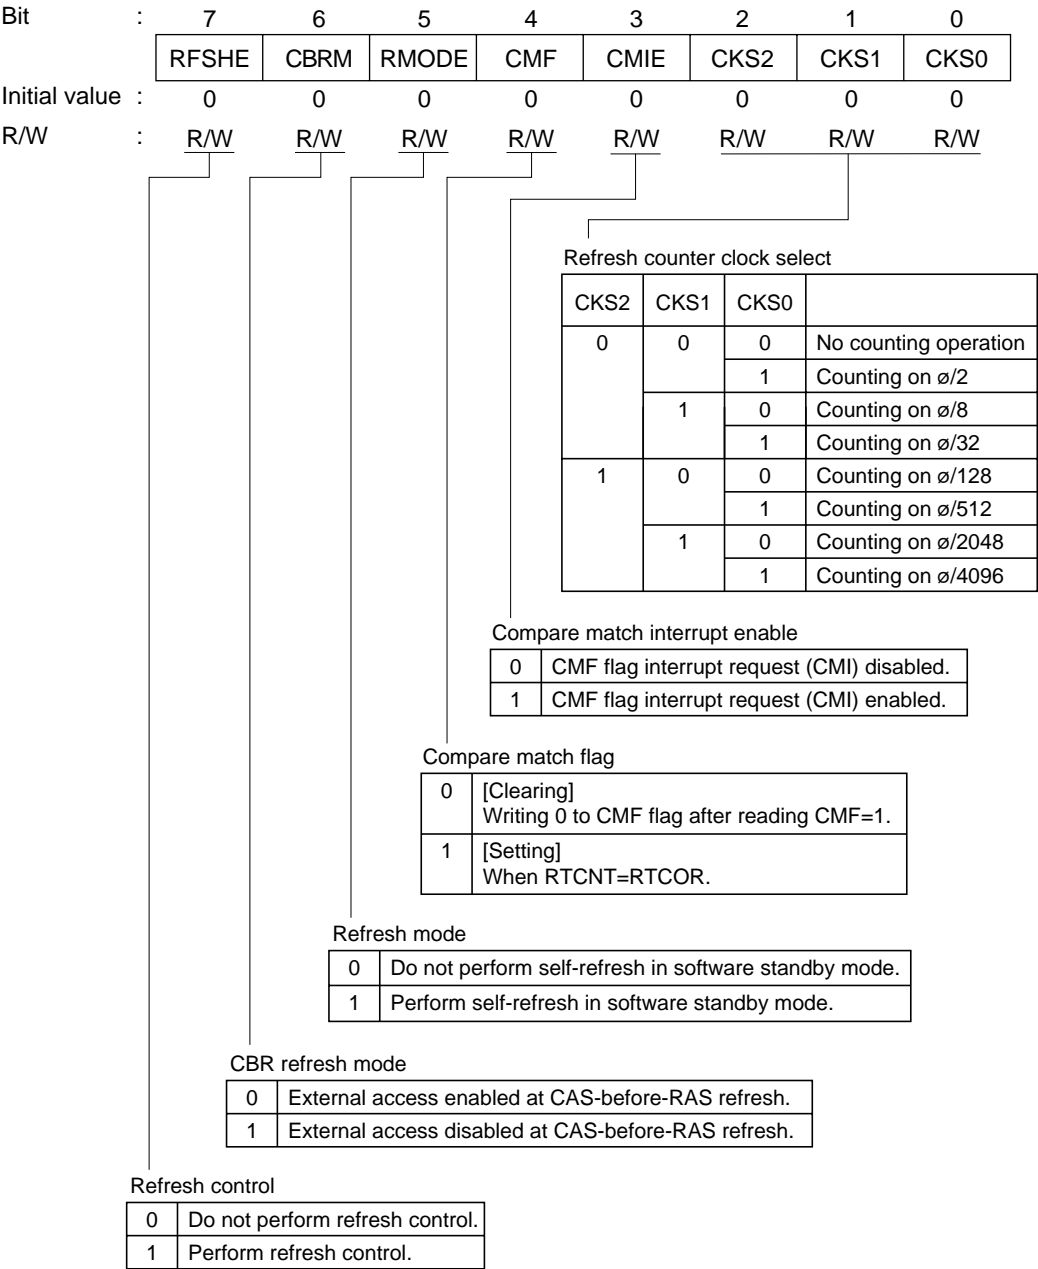 Bit : 7 6 5 4 3 2 1 0
RFSHE CBRM RMODE CMF CMIE CKS2 CKS1 CKS0
Initial value : 0 0 0 0 0 0 0 0
R/W : R/W R/W R/W R/W R/W R/W R/W R/W
Refresh counter clock select
CKS2 CKS1 CKS0
0 0 0 No counting operation
1 Counting on ø/2
1 0 Counting on ø/8
1 Counting on ø/32
1 0 0 Counting on ø/128
1 Counting on ø/512
1 0 Counting on ø/2048
1 Counting on ø/4096
Compare match interrupt enable
0 CMF flag interrupt request (CMI) disabled.
1 CMF flag interrupt request (CMI) enabled.
Compare match flag
0 [Clearing]
Writing 0 to CMF flag after reading CMF=1.
1 [Setting]
When RTCNT=RTCOR.
Refresh mode
0 Do not perform self-refresh in software standby mode.
1 Perform self-refresh in software standby mode.
CBR refresh mode
0 External access enabled at CAS-before-RAS refresh.
1 External access disabled at CAS-before-RAS refresh.
Refresh control
0 Do not perform refresh control.
1 Perform refresh control.